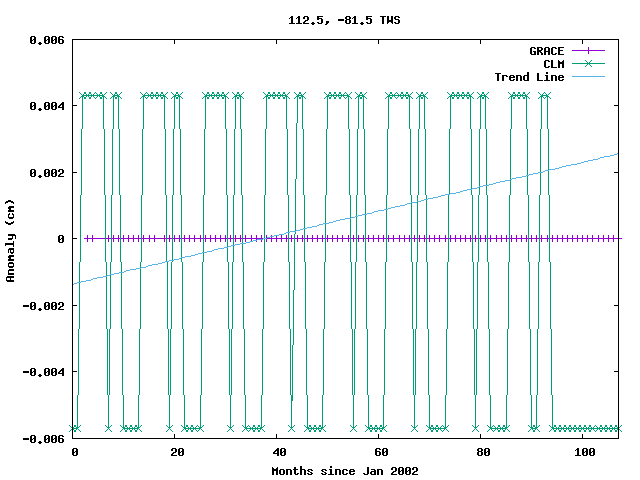 112.5, -81.5 TWS
GRACE
CLM
Trend Line
0.006
0.004
0.002
0
-0.002
-0.004
-0.006
Anomaly (cm)
0 20 40 60 80 100
Months since Jan 2002